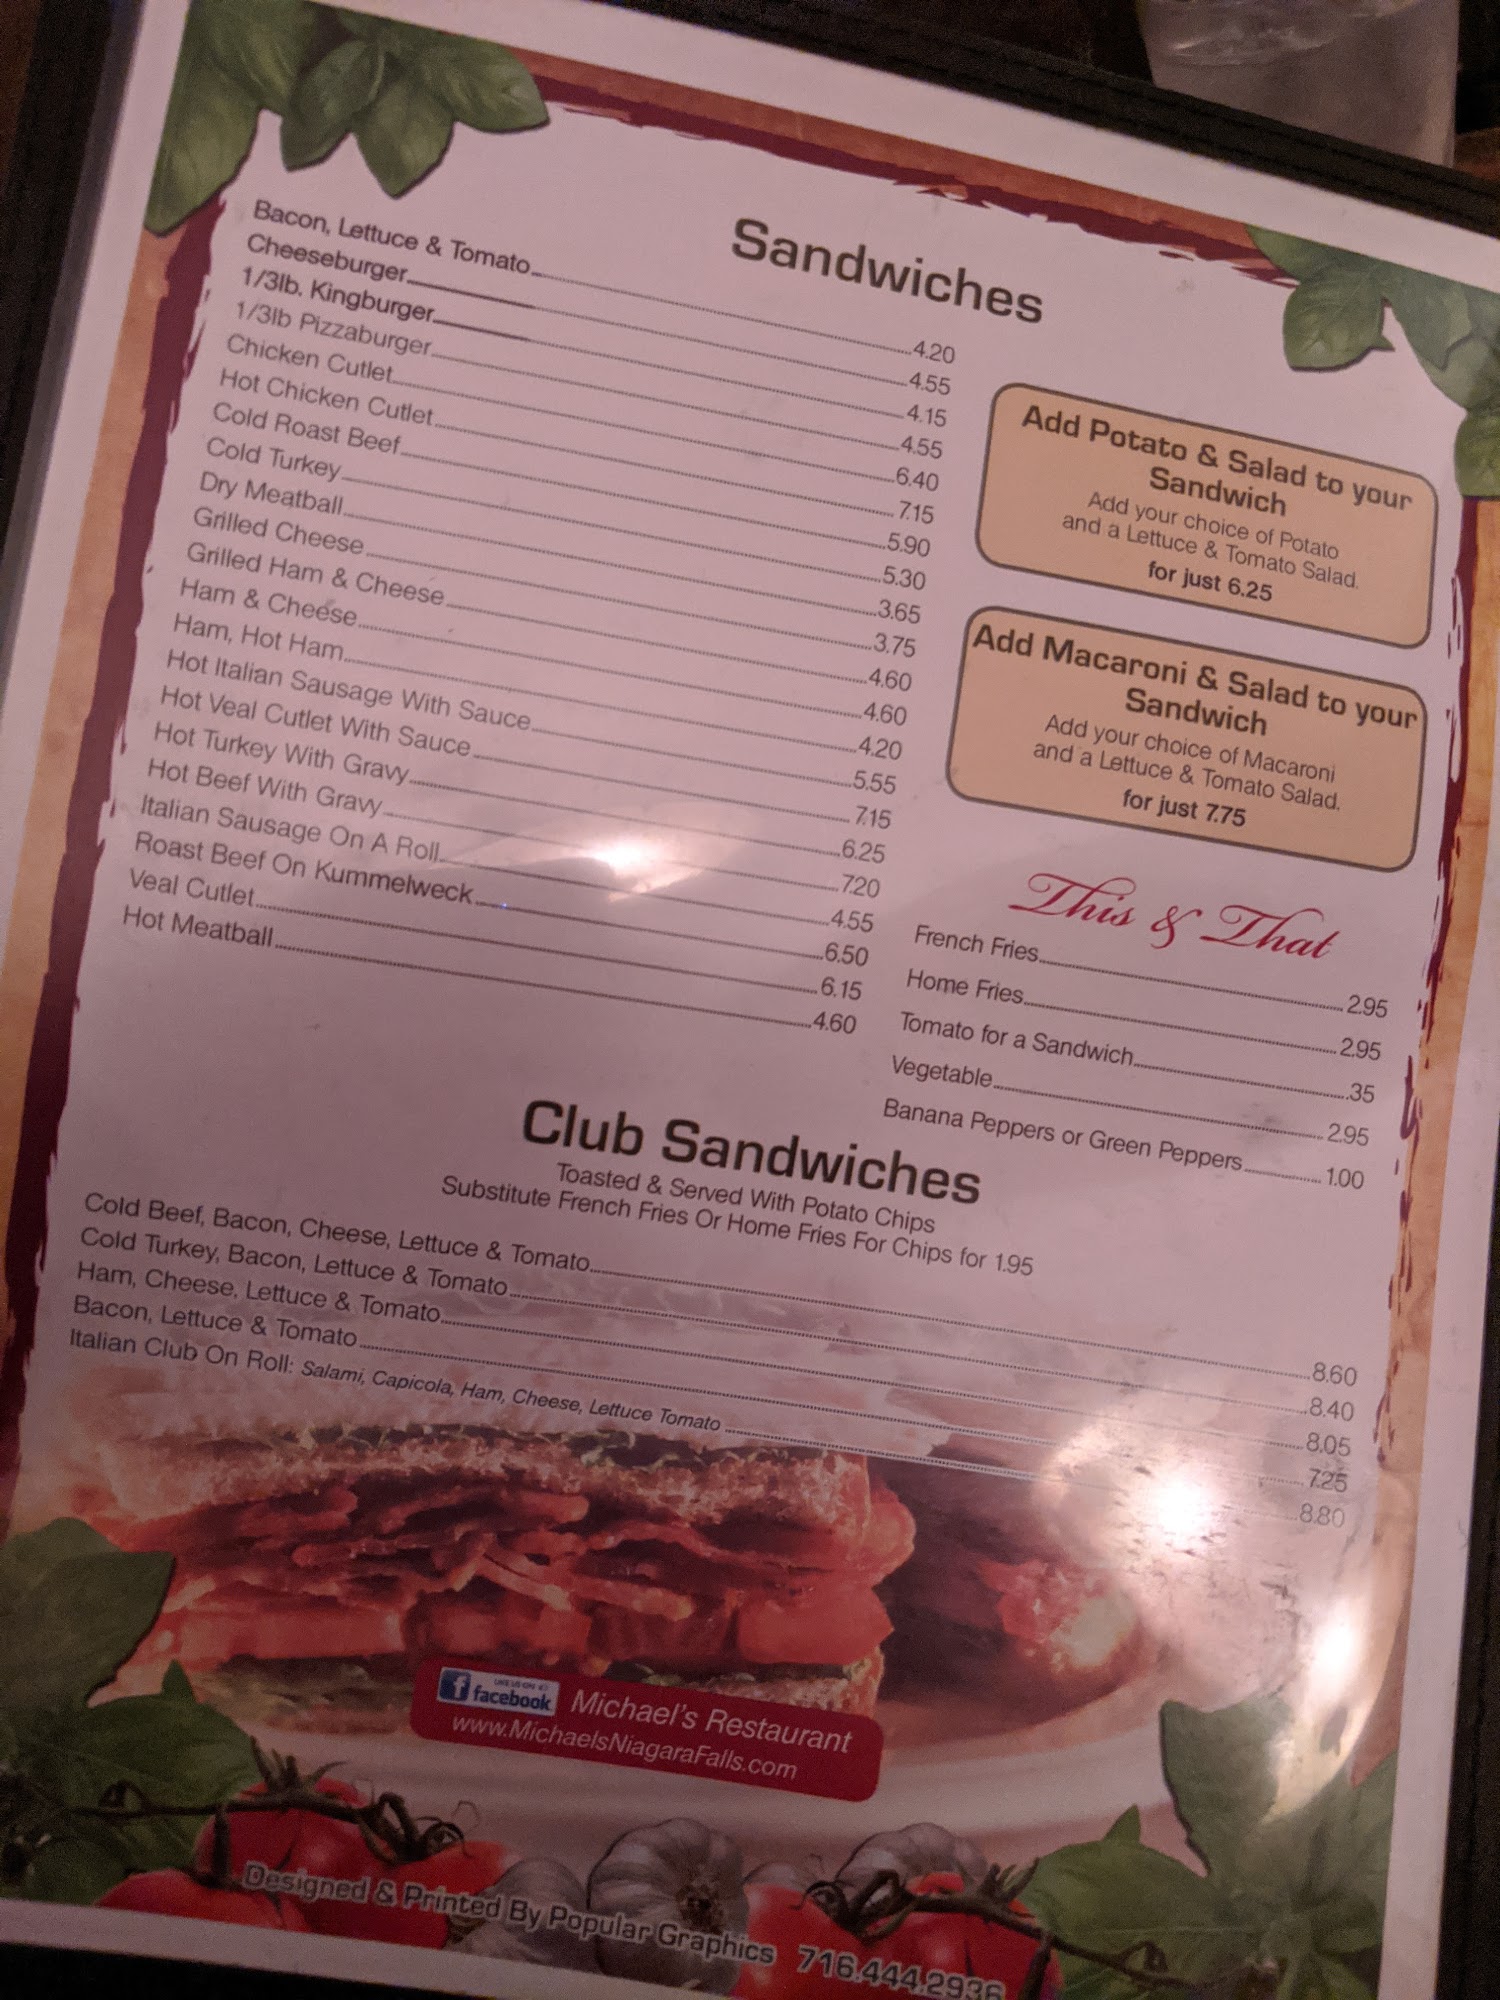 Sandwiches
Bacon, Lettuce & Tomato 4.20
Cheeseburger 4.55
1/3lb. Kingburger 4.15
1/3lb Pizzaburger 4.55
Chicken Cutlet 6.40
Hot Chicken Cutlet 7.15
Cold Roast Beef 5.90
Cold Turkey 5.30
Dry Meatball 3.65
Grilled Cheese 3.75
Grilled Ham & Cheese 4.60
Ham & Cheese 4.60
Ham, Hot Ham 4.20
Hot Italian Sausage With Sauce 5.55
Hot Veal Cutlet With Sauce 7.15
Hot Turkey With Gravy 6.25
Hot Beef With Gravy 7.20
Italian Sausage On A Roll 4.55
Roast Beef On Kummelweck 6.50
Veal Cutlet 6.15
Hot Meatball 4.60
Add Potato & Salad to your
Sandwich
Add your choice of Potato
and a Lettuce & Tomato Salad.
for just 6.25
Add Macaroni & Salad to your
Sandwich
Add your choice of Macaroni
and a Lettuce & Tomato Salad.
for just 7.75
This & That
French Fries 2.95
Home Fries 2.95
Tomato for a Sandwich .35
Vegetable 2.95
Banana Peppers or Green Peppers 1.00
Club Sandwiches
Toasted & Served With Potato Chips
Substitute French Fries Or Home Fries For Chips for 1.95
Cold Beef, Bacon, Cheese, Lettuce & Tomato 8.60
Cold Turkey, Bacon, Lettuce & Tomato 8.40
Ham, Cheese, Lettuce & Tomato 8.05
Bacon, Lettuce & Tomato 7.25
Italian Club On Roll: Salami, Capicola, Ham, Cheese, Lettuce Tomato 8.80
LIKE US ON
facebook
Michael's Restaurant
www.MichaelsNiagaraFalls.com
Designed & Printed By Popular Graphics 716.444.2936